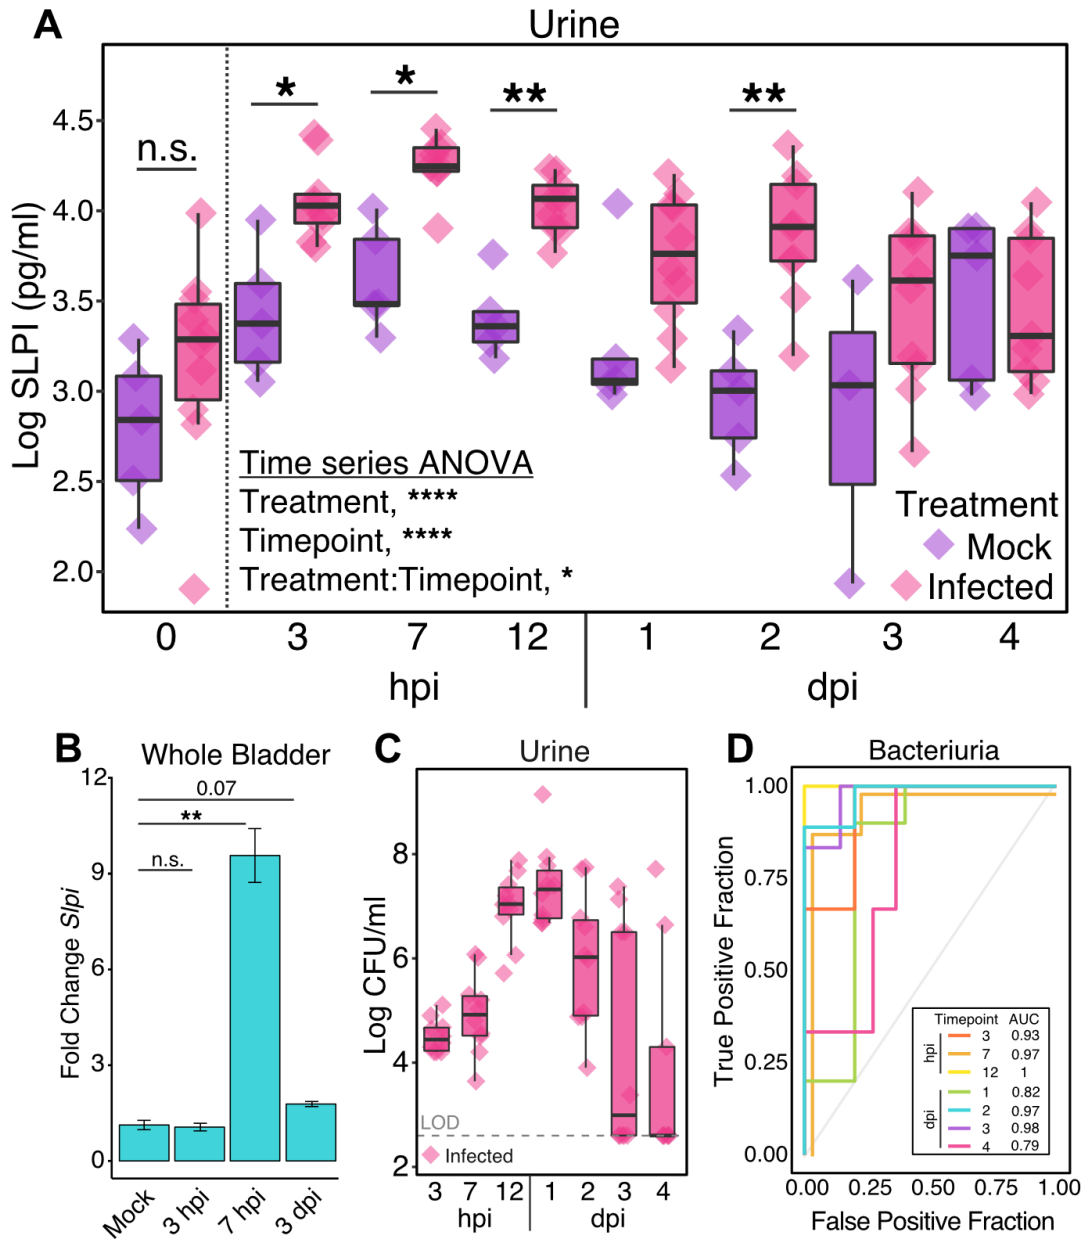 A
Urine
Log SLPI (pg/ml)
4.5
4.0
3.5
3.0
2.5
2.0
n.s.
*
*
**
**
Time series ANOVA
Treatment, ****
Timepoint, ****
Treatment:Timepoint, *
Treatment
Mock
Infected
0 3 7 12 1 2 3 4
hpi dpi
B
Whole Bladder
Fold Change Slpi
12
9
6
3
0
0.07
**
n.s.
Mock 3 hpi 7 hpi 3 dpi
C
Urine
Log CFU/ml
8
6
4
2
LOD
Infected
3 7 12 1 2 3 4
hpi dpi
D
Bacteriuria
True Positive Fraction
1.00
0.75
0.50
0.25
0.00
Timepoint AUC
hpi
3 0.93
7 0.97
12 1
dpi
1 0.82
2 0.97
3 0.98
4 0.79
0.00 0.25 0.50 0.75 1.00
False Positive Fraction